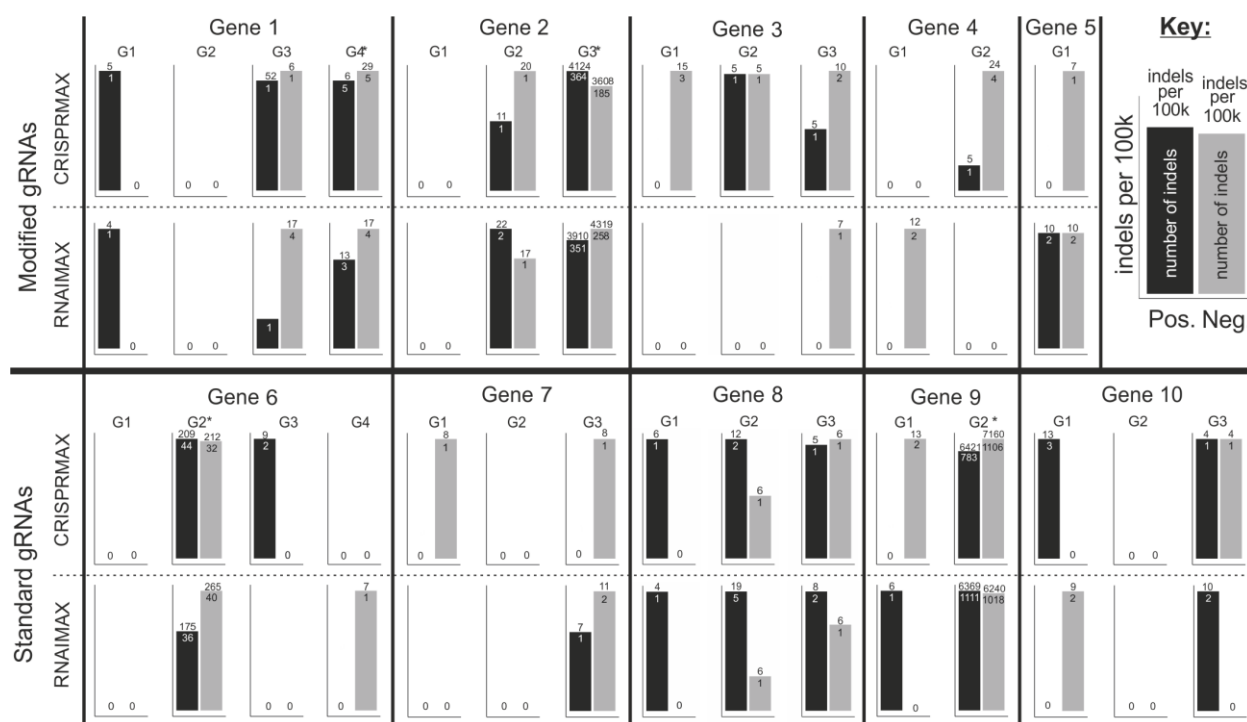 Gene 1 Gene 2 Gene 3 Gene 4 Gene 5 Key:
G1 G2 G3 G4* G1 G2 G3* G1 G2 G3 G1 G2 G1
Modified gRNAs
CRISPRMAX
5 1 0
0 0
52 1 6 1
6 5 29 5
0 0
11 1 20 1
4124 364 3608 185
0 15 3
5 1 5 1
5 1 10 2
0 0
5 1 24 4
0 7 1
RNAIMAX
4 1 0
0 0
1 17 4
13 3 17 4
0 0
22 2 17 1
3910 351 4319 258
0 0
0 0
0 7 1
0 12 2
0 0
10 2 10 2
indels per 100k
indels per 100k
indels per 100k
number of indels
number of indels
Pos. Neg
Gene 6 Gene 7 Gene 8 Gene 9 Gene 10
G1 G2* G3 G4 G1 G2 G3 G1 G2 G3 G1 G2* G1 G2 G3
Standard gRNAs
CRISPRMAX
0 0
209 44 212 32
9 2 0
0 0
0 8 1
0 0
0 8 1
6 1 0
12 2 6 1
5 1 6 1
0 13 2
6421 783 7160 1106
13 3 0
0 0
4 1 4 1
RNAIMAX
0 0
175 36 265 40
0 0
0 7 1
0 0
0 0
7 1 11 2
4 1 0
19 5 6 1
8 2 6 1
6 1 0
6369 1111 6240 1018
0 9 2
0 0
10 2 0